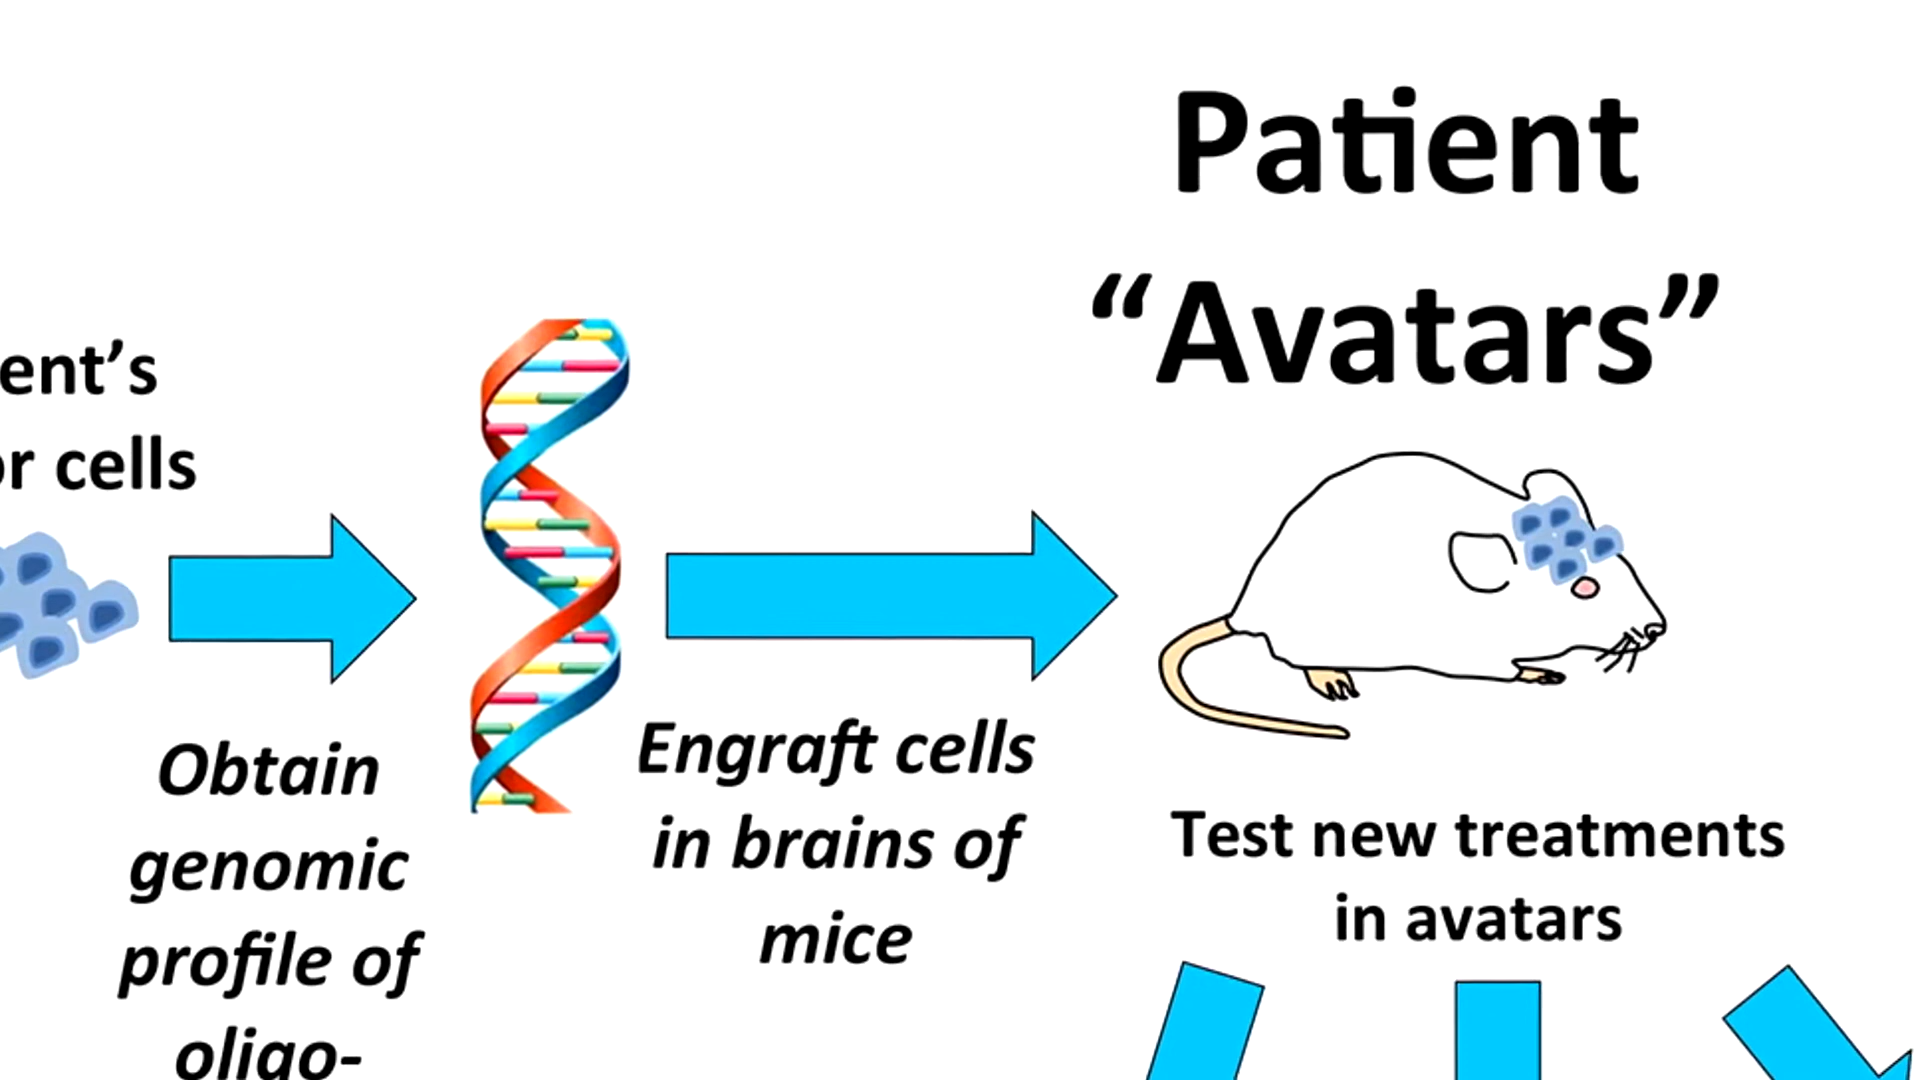 Patient
“Avatars”
ent’s
or cells
Obtain
genomic
profile of
oligo-
Engraft cells
in brains of
mice
Test new treatments
in avatars